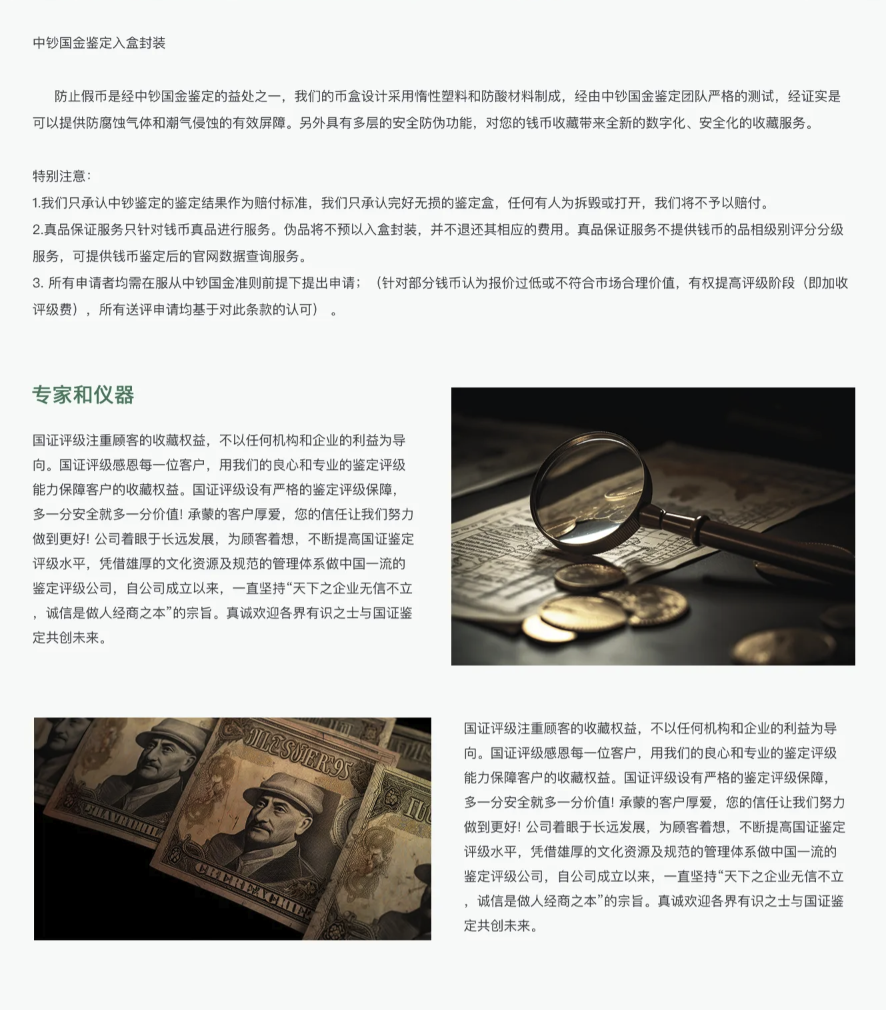 中钞国金鉴定入盒封装
防止假币是经中钞国金鉴定的益处之一，我们的币盒设计采用惰性塑料和防酸材料制成，经由中钞国金鉴定团队严格的测试，经证实是
可以提供防腐蚀气体和潮气侵蚀的有效屏障。另外具有多层的安全防伪功能，对您的钱币收藏带来全新的数字化、安全化的收藏服务。
特别注意：
1.我们只承认中钞鉴定的鉴定结果作为赔付标准，我们只承认完好无损的鉴定盒，任何有人为拆毁或打开，我们将不予以赔付。
2.真品保证服务只针对钱币真品进行服务。伪品将不预以入盒封装，并不退还其相应的费用。真品保证服务不提供钱币的品相级别评分分级
服务，可提供钱币鉴定后的官网数据查询服务。
3. 所有申请者均需在服从中钞国金准则前提下提出申请；（针对部分钱币认为报价过低或不符合市场合理价值，有权提高评级阶段（即加收
评级费），所有送评申请均基于对此条款的认可） 。
专家和仪器
国证评级注重顾客的收藏权益，不以任何机构和企业的利益为导
向。国证评级感恩每一位客户，用我们的良心和专业的鉴定评级
能力保障客户的收藏权益。国证评级设有严格的鉴定评级保障，
多一分安全就多一分价值! 承蒙的客户厚爱，您的信任让我们努力
做到更好! 公司着眼于长远发展，为顾客着想，不断提高国证鉴定
评级水平，凭借雄厚的文化资源及规范的管理体系做中国一流的
鉴定评级公司，自公司成立以来，一直坚持“天下之企业无信不立
，诚信是做人经商之本”的宗旨。真诚欢迎各界有识之士与国证鉴
定共创未来。
国证评级注重顾客的收藏权益，不以任何机构和企业的利益为导
向。国证评级感恩每一位客户，用我们的良心和专业的鉴定评级
能力保障客户的收藏权益。国证评级设有严格的鉴定评级保障，
多一分安全就多一分价值! 承蒙的客户厚爱，您的信任让我们努力
做到更好! 公司着眼于长远发展，为顾客着想，不断提高国证鉴定
评级水平，凭借雄厚的文化资源及规范的管理体系做中国一流的
鉴定评级公司，自公司成立以来，一直坚持“天下之企业无信不立
，诚信是做人经商之本”的宗旨。真诚欢迎各界有识之士与国证鉴
定共创未来。